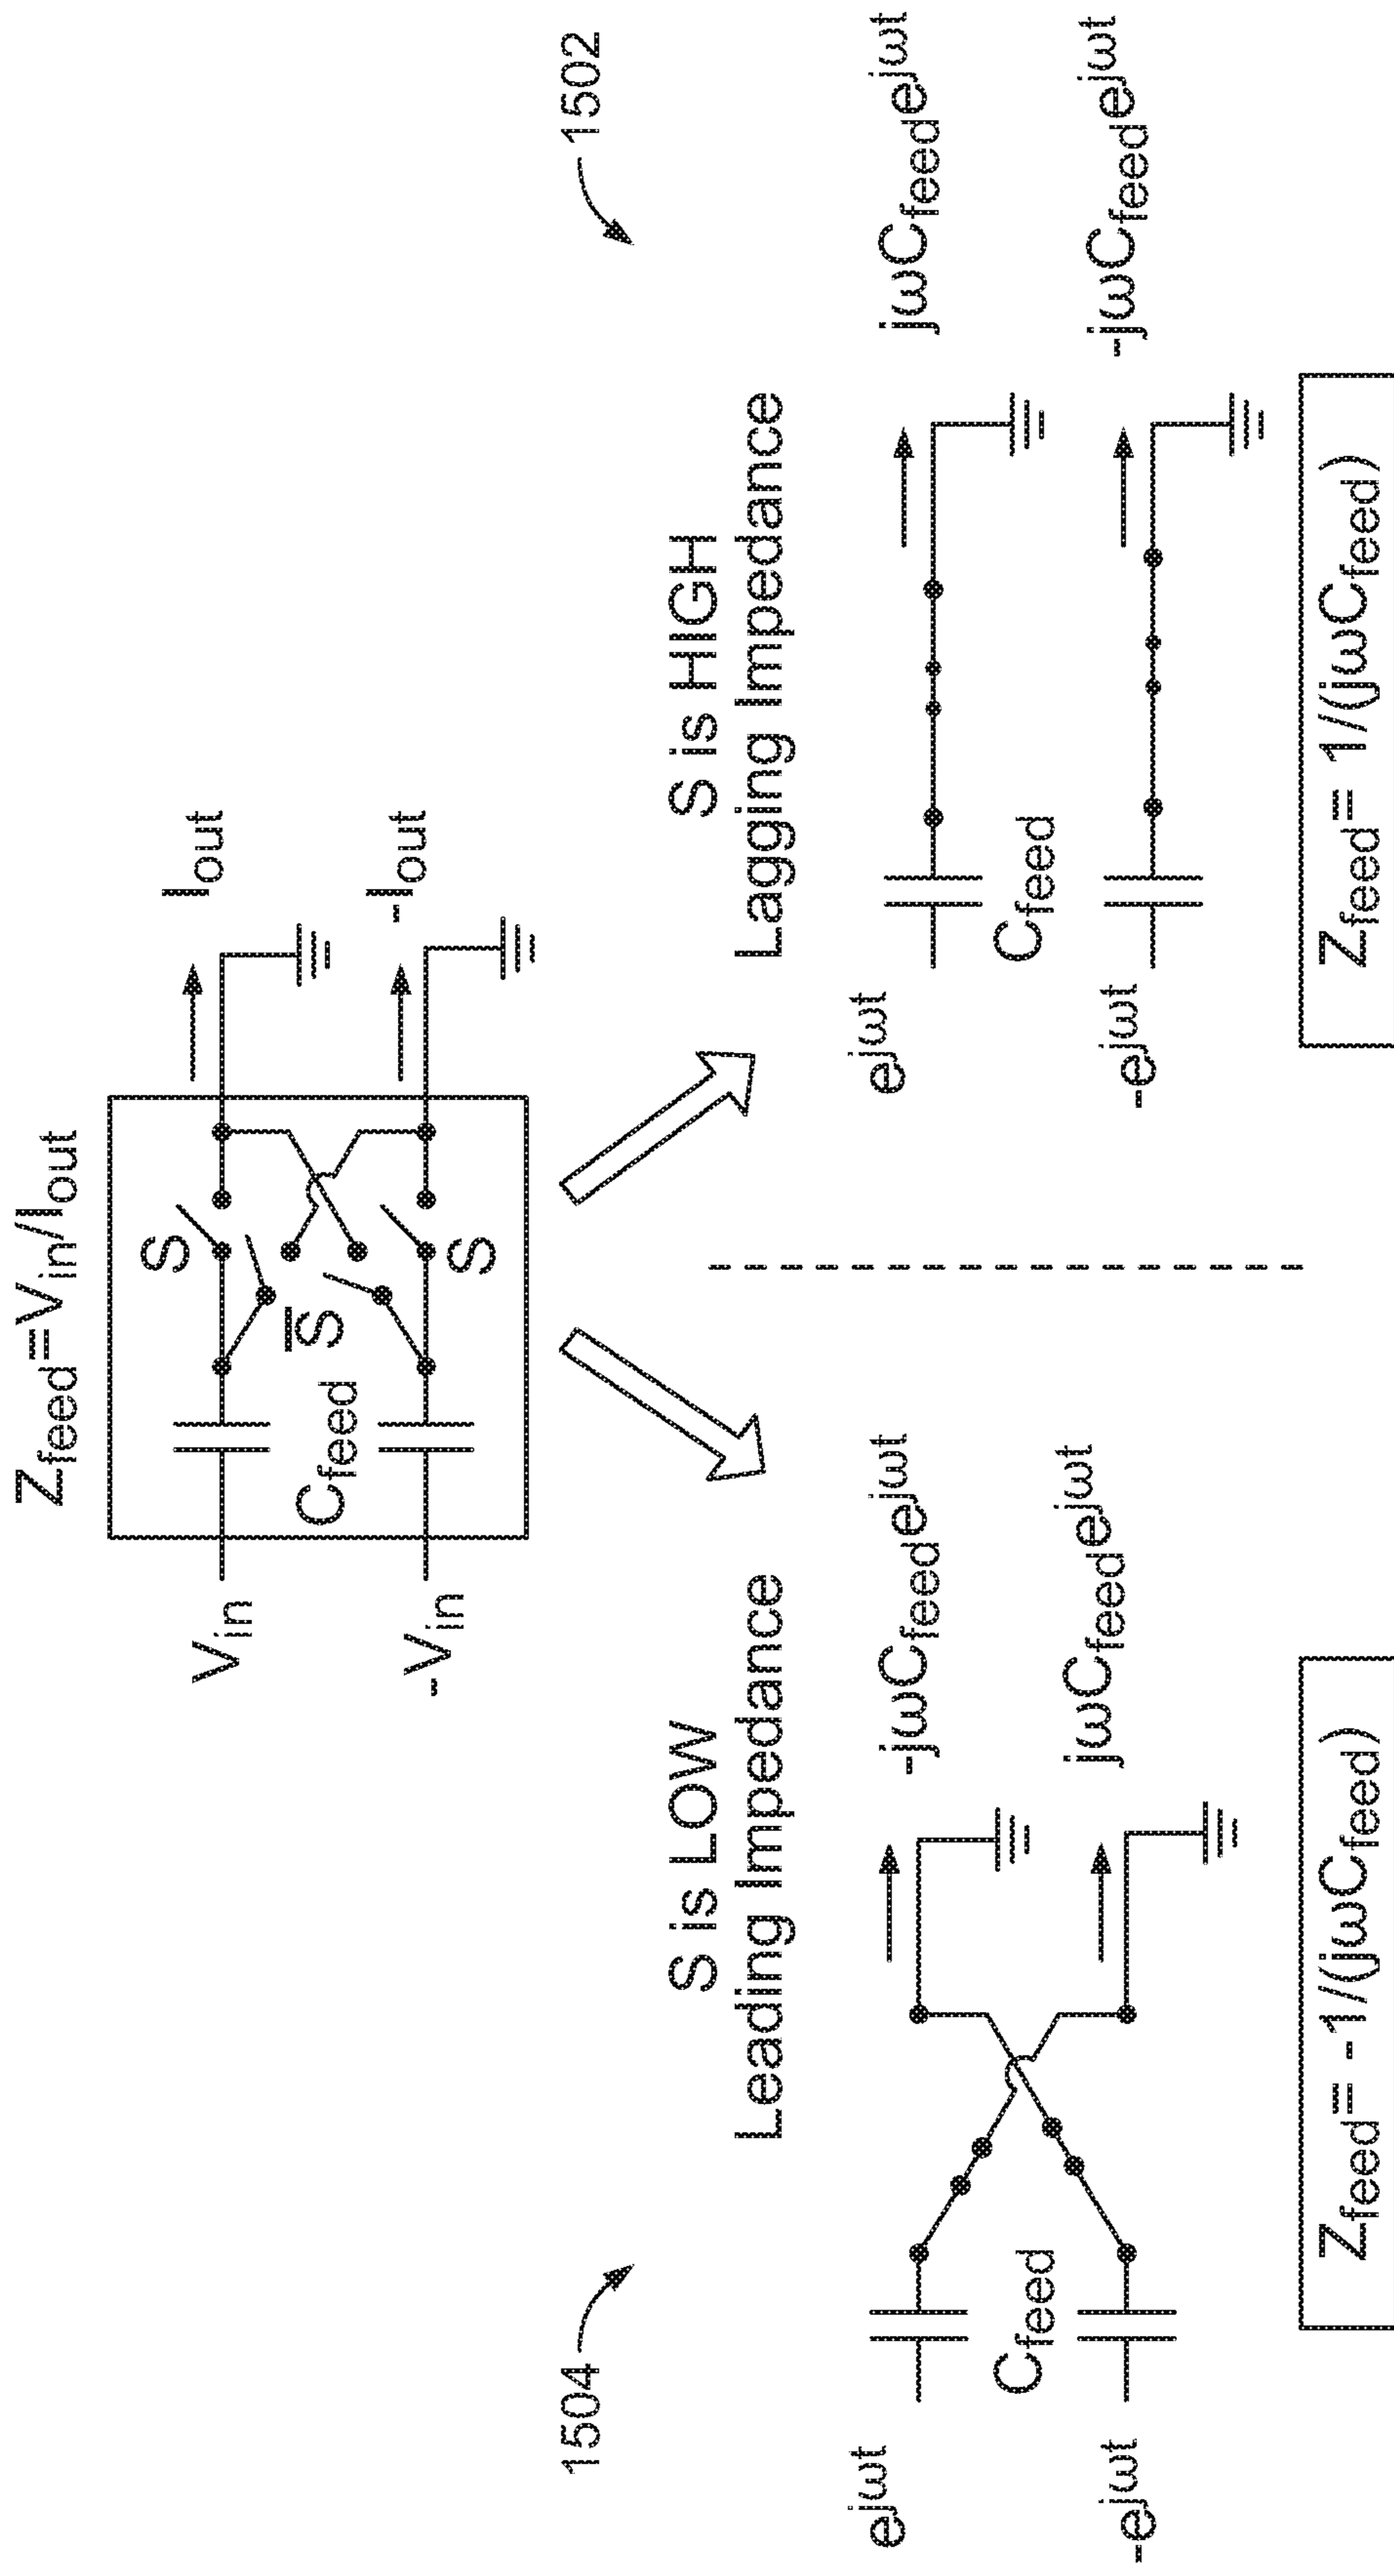 Zfeed=Vin/Iout
Vin
S
Iout
S̅
Cfeed
-Vin
S
-Iout
1504
S is LOW
Leading Impedance
ejωt
-jωCfeedejωt
Cfeed
-ejωt
jωCfeedejωt
Zfeed= -1/(jωCfeed)
1502
S is HIGH
Lagging Impedance
ejωt
jωCfeedejωt
Cfeed
-ejωt
-jωCfeedejωt
Zfeed= 1/(jωCfeed)